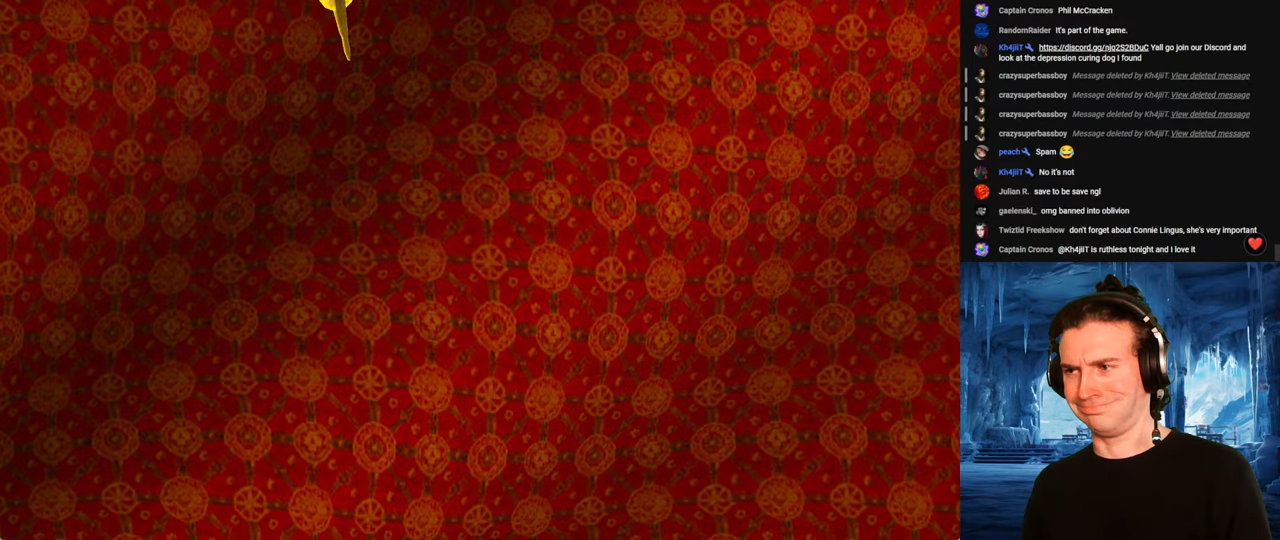 Captain Cronos Phil McCracken
RandomRaider It's part of the game.
Kh4jiiT https://discord.gg/njq2S2BDuC Yall go join our Discord and
look at the depression curing dog I found
crazysuperbassboy Message deleted by Kh4jiiT. View deleted message
crazysuperbassboy Message deleted by Kh4jiiT. View deleted message
crazysuperbassboy Message deleted by Kh4jiiT. View deleted message
crazysuperbassboy Message deleted by Kh4jiiT. View deleted message
peach Spam 😂
Kh4jiiT No it's not
Julian R. save to be save ngl
gaelenski_ omg banned into oblivion
Twiztid Freekshow don't forget about Connie Lingus, she's very important
Captain Cronos @Kh4jiiT is ruthless tonight and I love it